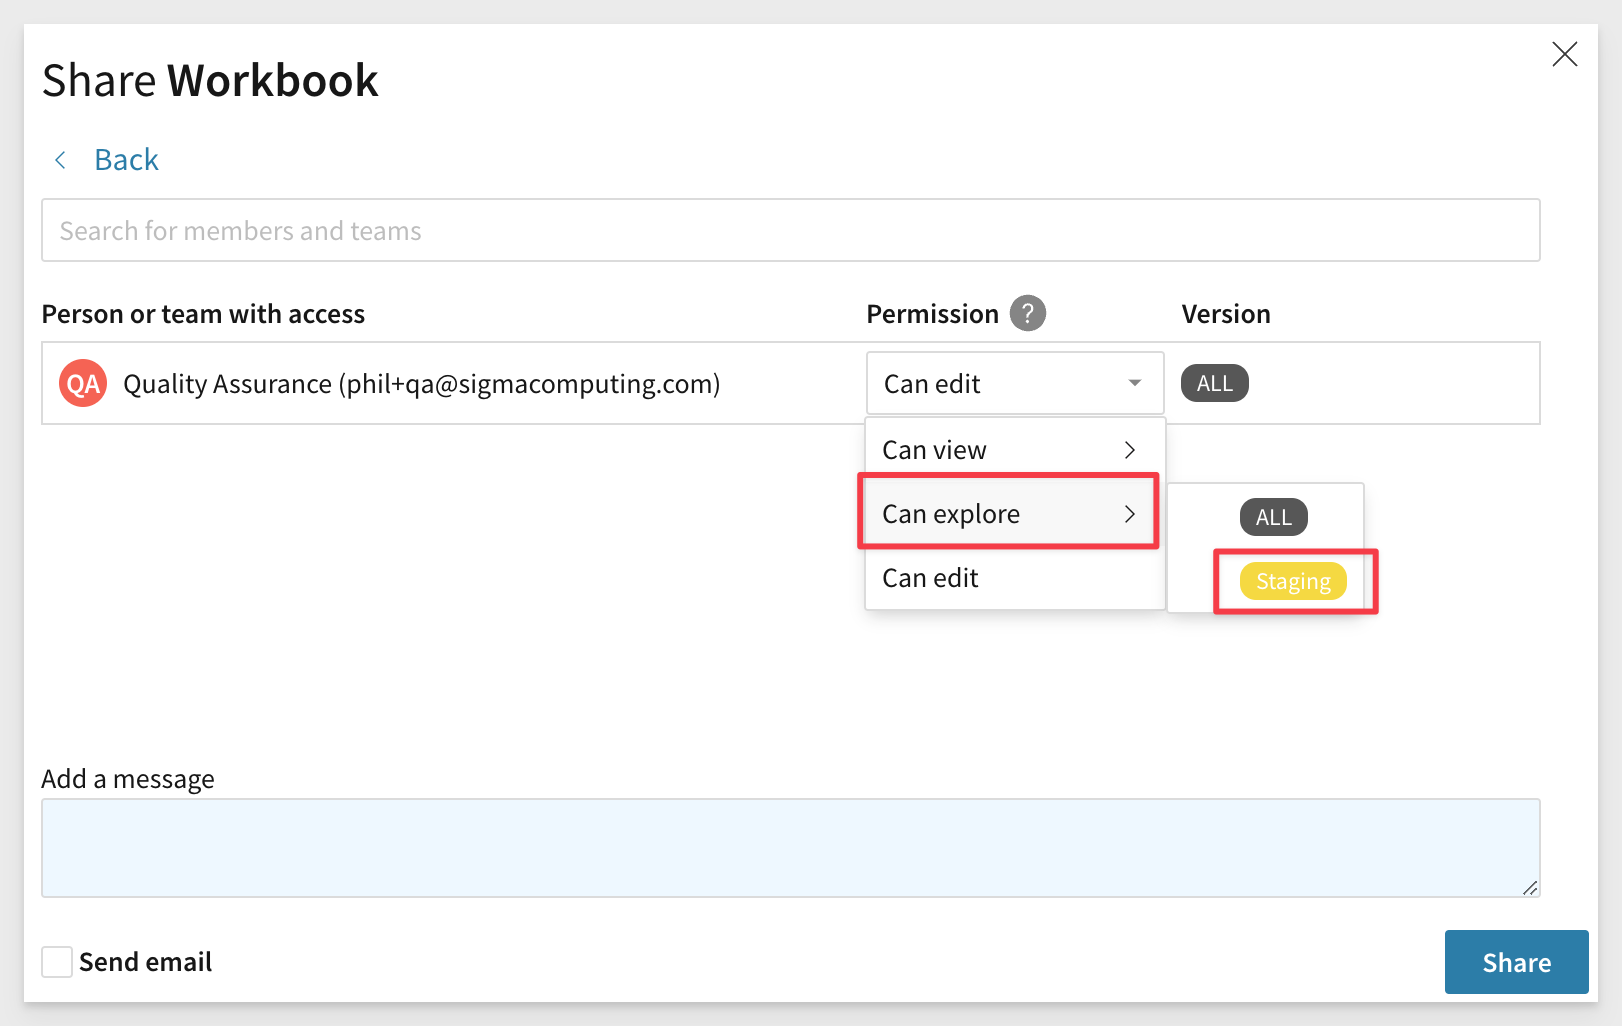 Share Workbook
Back
Search for members and teams
Person or team with access Permission ? Version
QA Quality Assurance (phil+qa@sigmacomputing.com) Can edit ALL
Can view
Can explore
ALL
Can edit
Staging
Add a message
Send email
Share